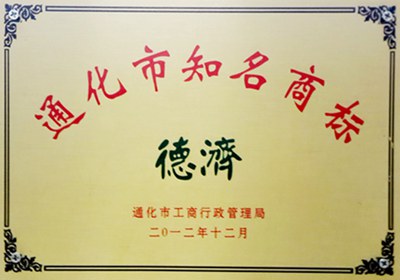 通化市知名商标
德濟
通化市工商行政管理局
二〇一二年十二月